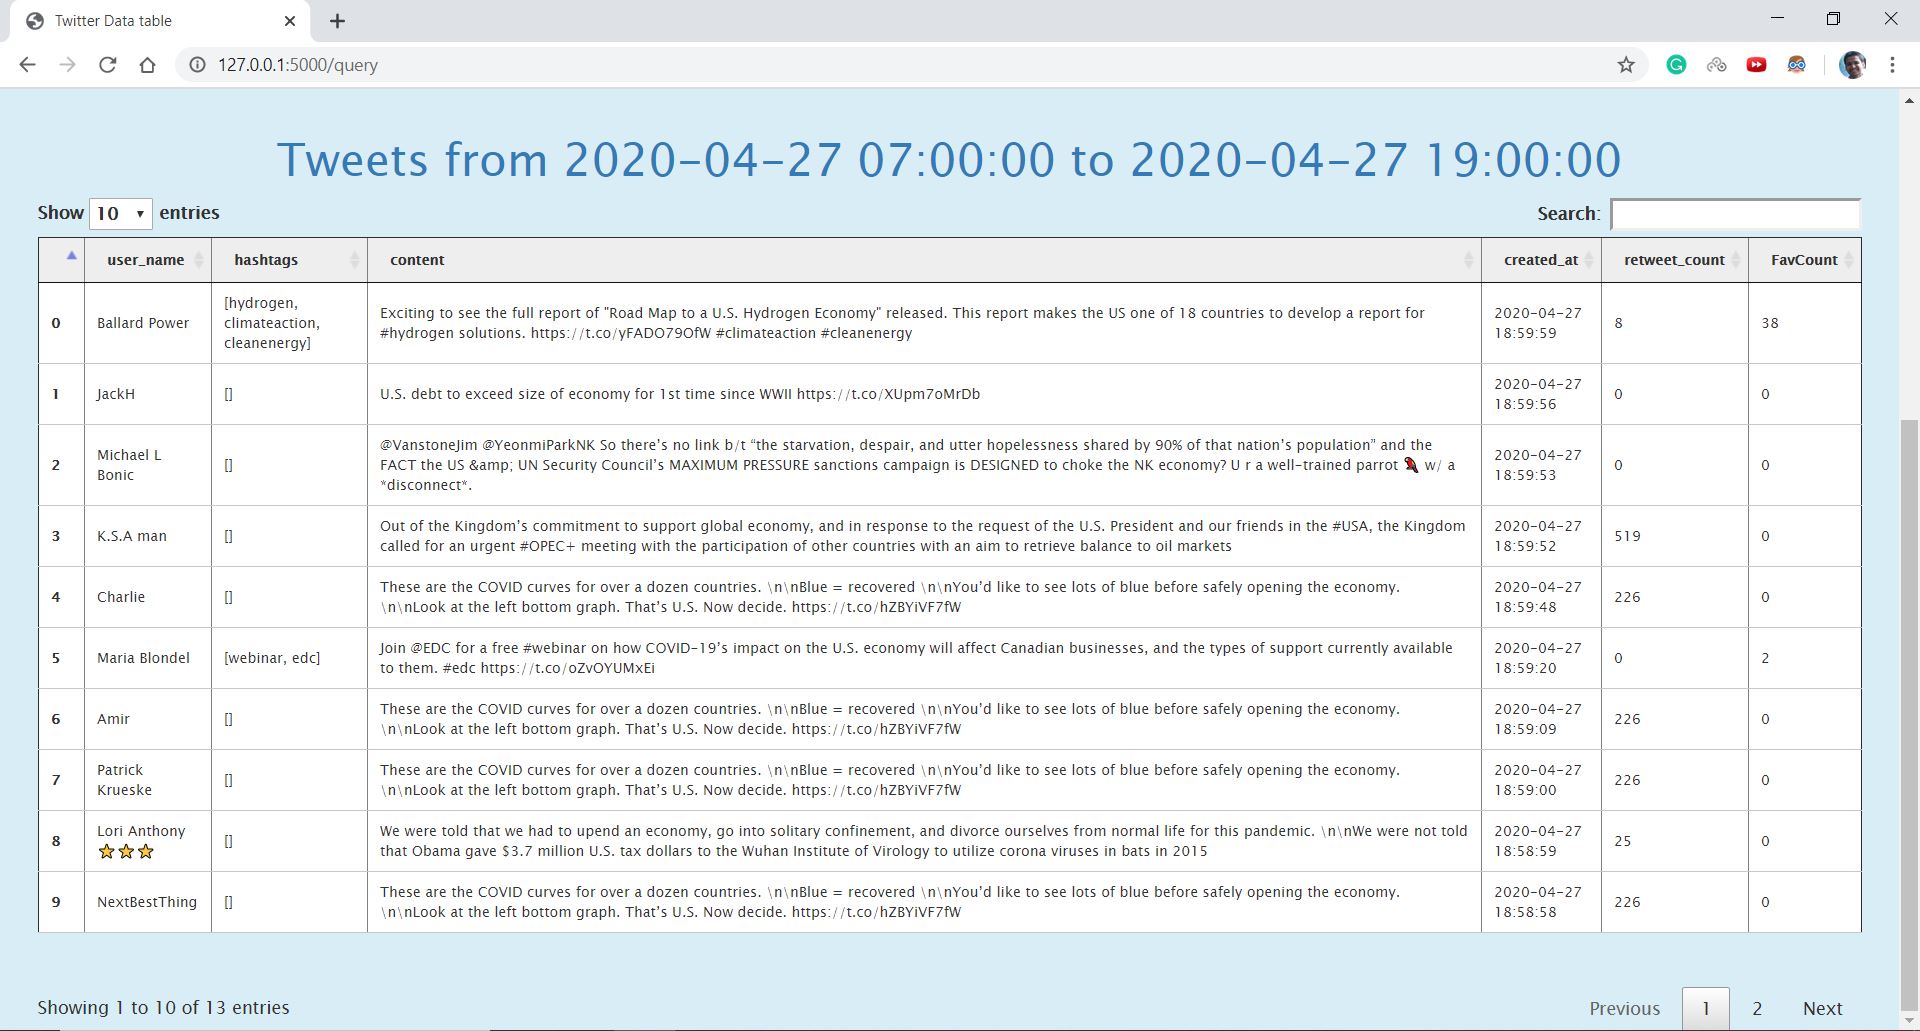 Twitter Data table
127.0.0.1:5000/query
Tweets from 2020-04-27 07:00:00 to 2020-04-27 19:00:00
Show 10 entries
Search:
user_name hashtags content created_at retweet_count FavCount
0 Ballard Power [hydrogen, climateaction, cleanenergy] Exciting to see the full report of "Road Map to a U.S. Hydrogen Economy" released. This report makes the US one of 18 countries to develop a report for #hydrogen solutions. https://t.co/yFADO79OfW #climateaction #cleanenergy 2020-04-27 18:59:59 8 38
1 JackH [] U.S. debt to exceed size of economy for 1st time since WWII https://t.co/XUpm7oMrDb 2020-04-27 18:59:56 0 0
2 Michael L Bonic [] @VanstoneJim @YeonmiParkNK So there’s no link b/t “the starvation, despair, and utter hopelessness shared by 90% of that nation’s population” and the FACT the US &amp; UN Security Council’s MAXIMUM PRESSURE sanctions campaign is DESIGNED to choke the NK economy? U r a well-trained parrot 🦜 w/ a *disconnect*. 2020-04-27 18:59:53 0 0
3 K.S.A man [] Out of the Kingdom’s commitment to support global economy, and in response to the request of the U.S. President and our friends in the #USA, the Kingdom called for an urgent #OPEC+ meeting with the participation of other countries with an aim to retrieve balance to oil markets 2020-04-27 18:59:52 519 0
4 Charlie [] These are the COVID curves for over a dozen countries. \n\nBlue = recovered \n\nYou’d like to see lots of blue before safely opening the economy. \n\nLook at the left bottom graph. That’s U.S. Now decide. https://t.co/hZBYiVF7fW 2020-04-27 18:59:48 226 0
5 Maria Blondel [webinar, edc] Join @EDC for a free #webinar on how COVID-19’s impact on the U.S. economy will affect Canadian businesses, and the types of support currently available to them. #edc https://t.co/oZvOYUMxEi 2020-04-27 18:59:20 0 2
6 Amir [] These are the COVID curves for over a dozen countries. \n\nBlue = recovered \n\nYou’d like to see lots of blue before safely opening the economy. \n\nLook at the left bottom graph. That’s U.S. Now decide. https://t.co/hZBYiVF7fW 2020-04-27 18:59:09 226 0
7 Patrick Krueske [] These are the COVID curves for over a dozen countries. \n\nBlue = recovered \n\nYou’d like to see lots of blue before safely opening the economy. \n\nLook at the left bottom graph. That’s U.S. Now decide. https://t.co/hZBYiVF7fW 2020-04-27 18:59:00 226 0
8 Lori Anthony ⭐⭐⭐ [] We were told that we had to upend an economy, go into solitary confinement, and divorce ourselves from normal life for this pandemic. \n\nWe were not told that Obama gave $3.7 million U.S. tax dollars to the Wuhan Institute of Virology to utilize corona viruses in bats in 2015 2020-04-27 18:58:59 25 0
9 NextBestThing [] These are the COVID curves for over a dozen countries. \n\nBlue = recovered \n\nYou’d like to see lots of blue before safely opening the economy. \n\nLook at the left bottom graph. That’s U.S. Now decide. https://t.co/hZBYiVF7fW 2020-04-27 18:58:58 226 0
Showing 1 to 10 of 13 entries
Previous 1 2 Next